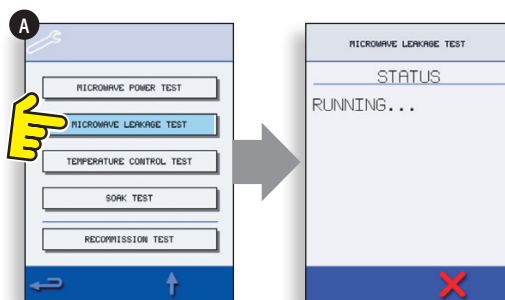 A
MICROWAVE POWER TEST
MICROWAVE LEAKAGE TEST
TEMPERATURE CONTROL TEST
SOAK TEST
RECOMMISSION TEST
MICROWAVE LEAKAGE TEST
STATUS
RUNNING...